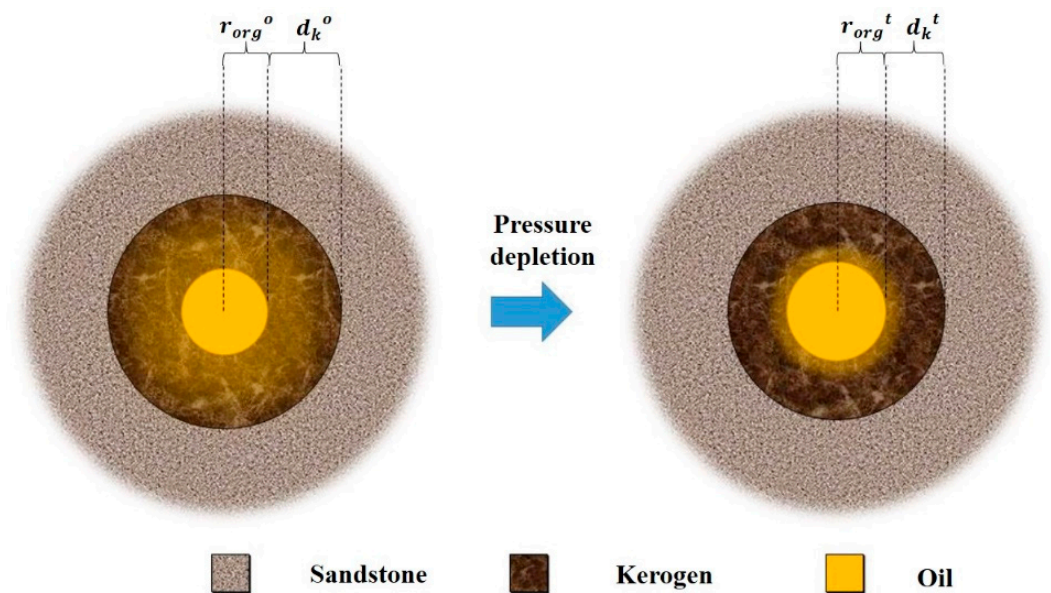 r_org^o d_k^o
r_org^t d_k^t
Pressure
depletion
Sandstone
Kerogen
Oil